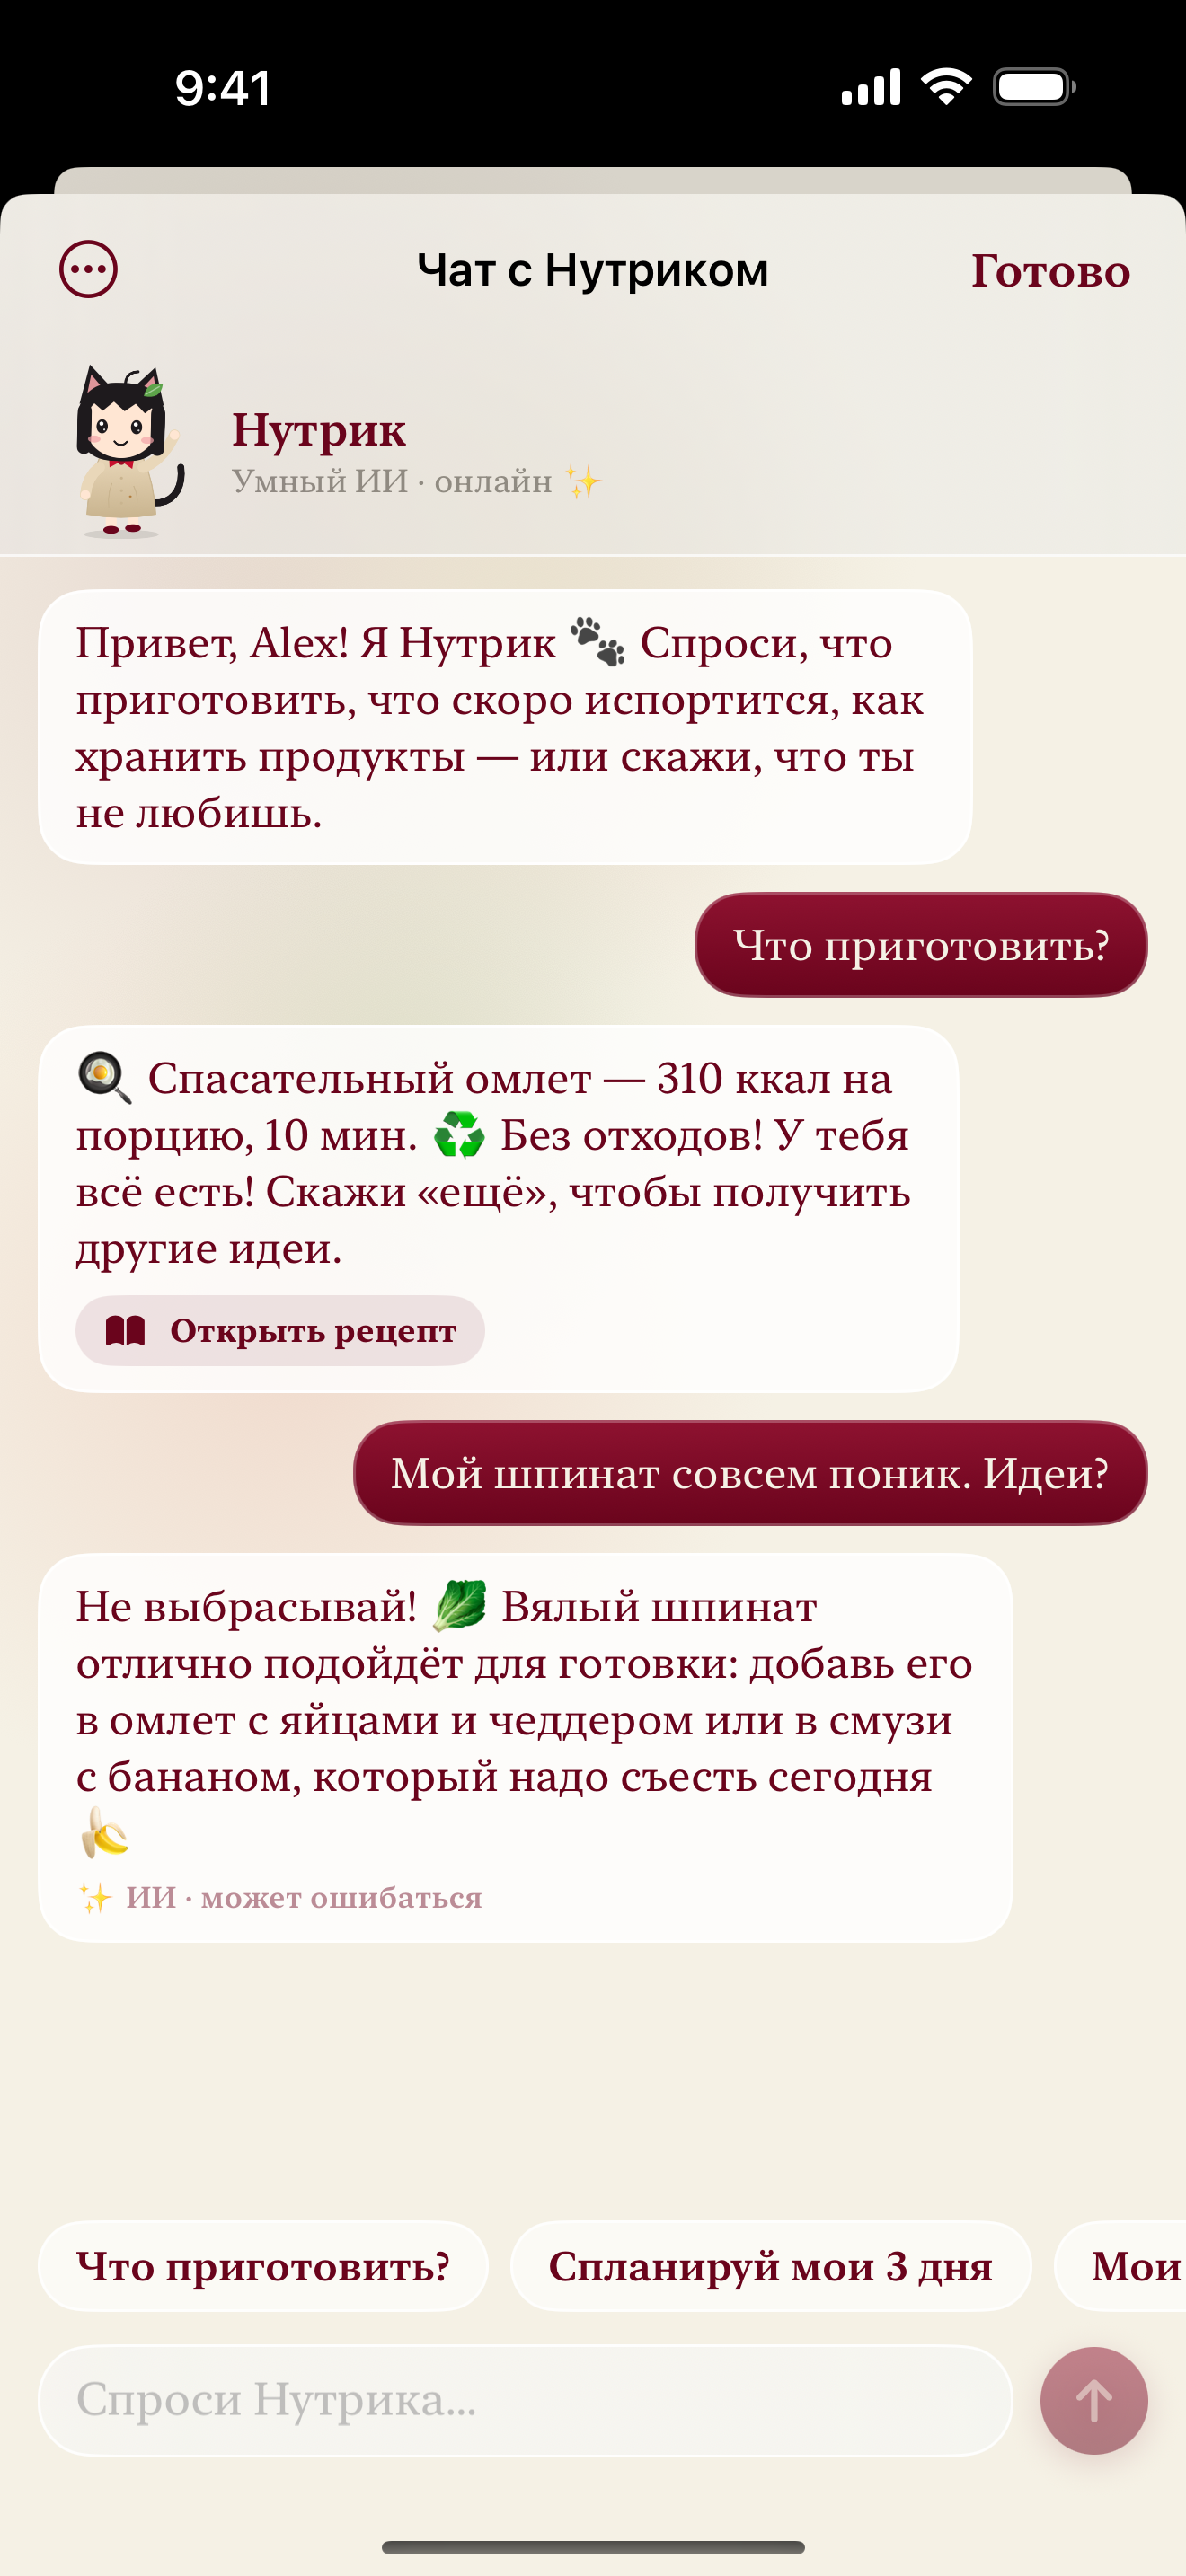 9:41
Чат с Нутриком
Готово
Нутрик
Умный ИИ · онлайн ✨
Привет, Alex! Я Нутрик 🐾 Спроси, что
приготовить, что скоро испортится, как
хранить продукты — или скажи, что ты
не любишь.
Что приготовить?
🍳 Спасательный омлет — 310 ккал на
порцию, 10 мин. ♻️ Без отходов! У тебя
всё есть! Скажи «ещё», чтобы получить
другие идеи.
Открыть рецепт
Мой шпинат совсем поник. Идеи?
Не выбрасывай! 🥬 Вялый шпинат
отлично подойдёт для готовки: добавь его
в омлет с яйцами и чеддером или в смузи
с бананом, который надо съесть сегодня
🍌
✨ ИИ · может ошибаться
Что приготовить?
Спланируй мои 3 дня
Мои
Спроси Нутрика...